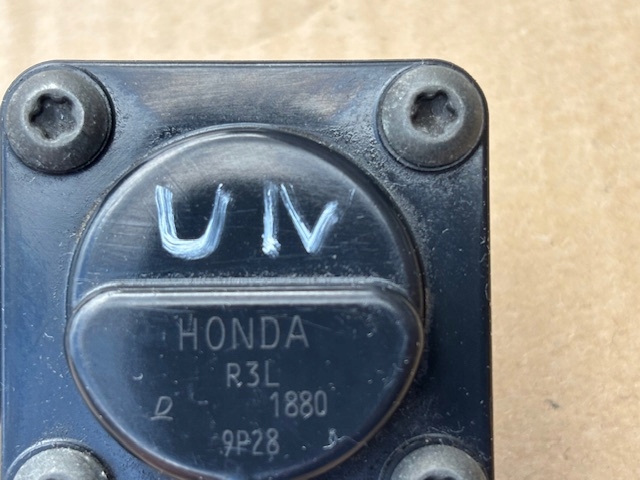 UIV
HONDA
R3L
D - 1880
9P28